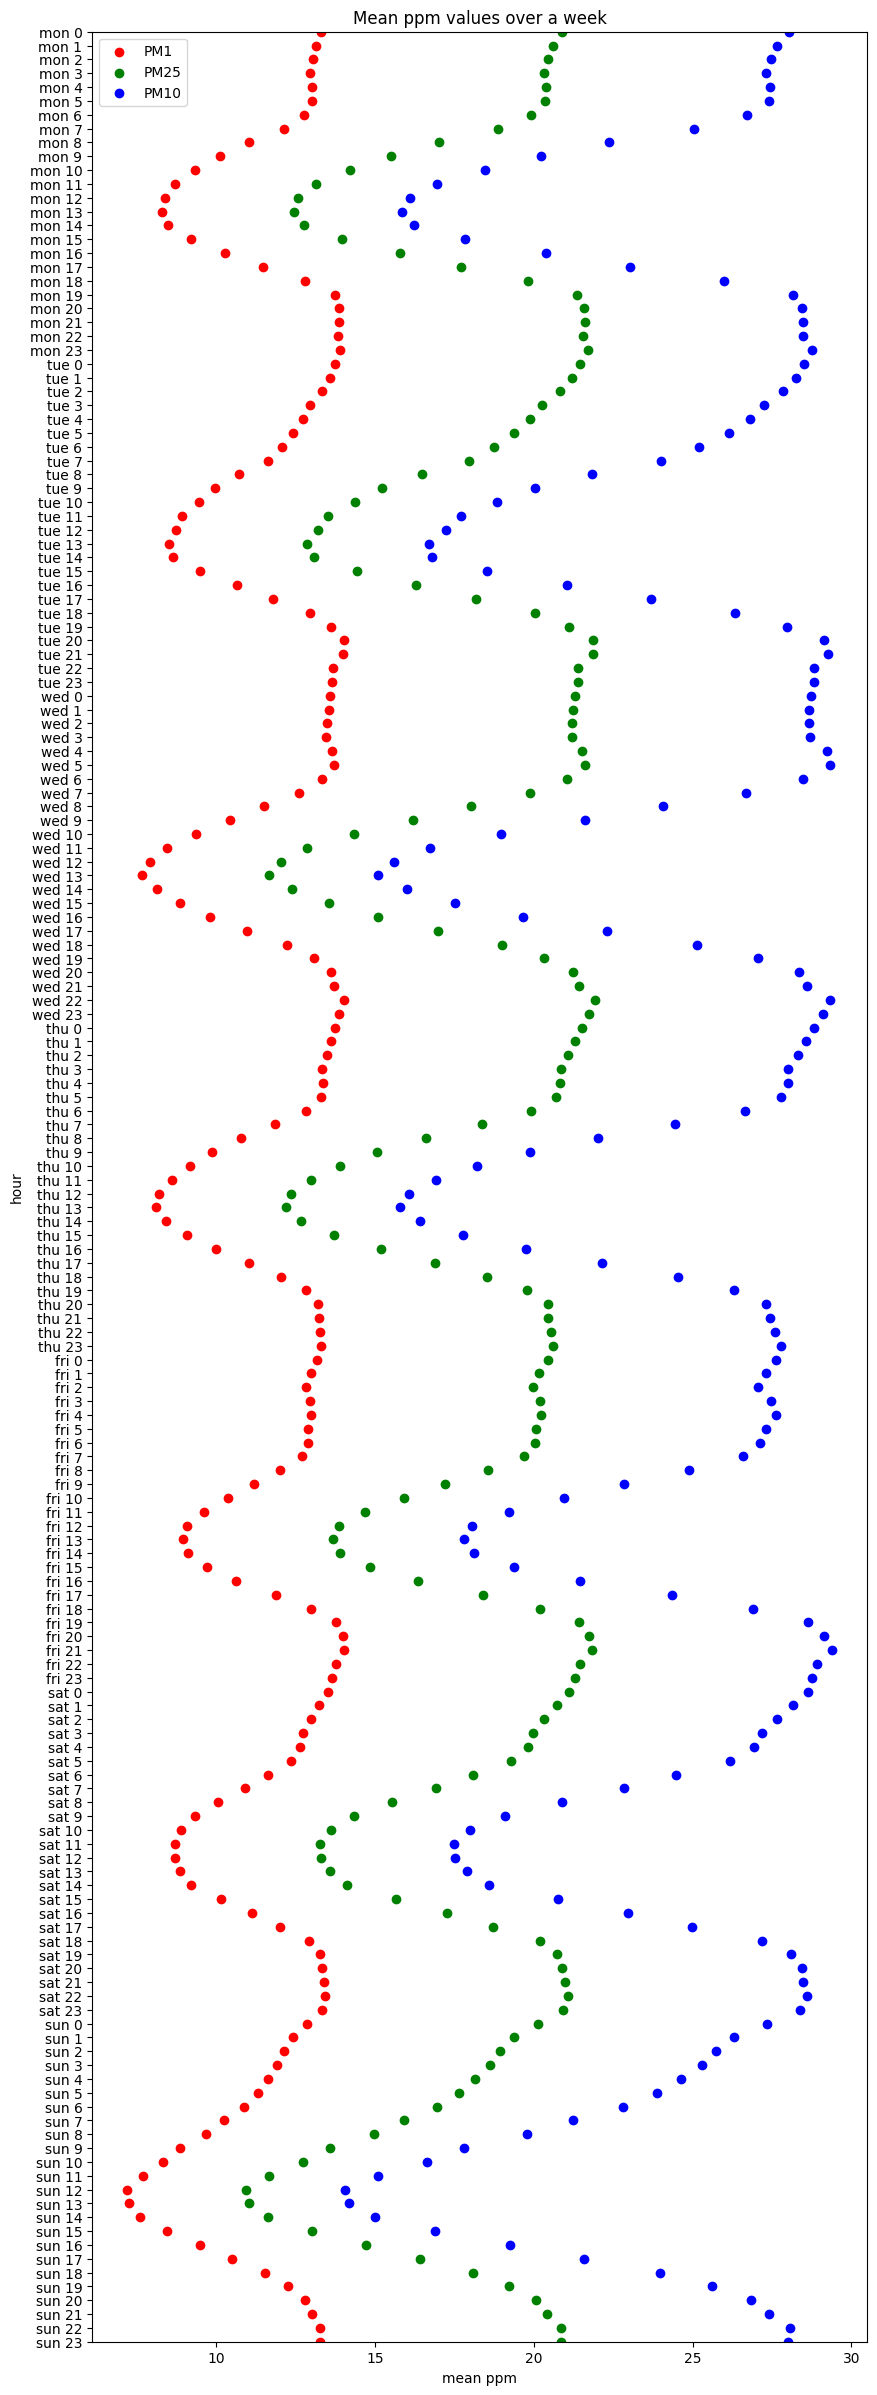 Mean ppm values over a week
PM1
PM25
PM10
mon 0
mon 1
mon 2
mon 3
mon 4
mon 5
mon 6
mon 7
mon 8
mon 9
mon 10
mon 11
mon 12
mon 13
mon 14
mon 15
mon 16
mon 17
mon 18
mon 19
mon 20
mon 21
mon 22
mon 23
tue 0
tue 1
tue 2
tue 3
tue 4
tue 5
tue 6
tue 7
tue 8
tue 9
tue 10
tue 11
tue 12
tue 13
tue 14
tue 15
tue 16
tue 17
tue 18
tue 19
tue 20
tue 21
tue 22
tue 23
wed 0
wed 1
wed 2
wed 3
wed 4
wed 5
wed 6
wed 7
wed 8
wed 9
wed 10
wed 11
wed 12
wed 13
wed 14
wed 15
wed 16
wed 17
wed 18
wed 19
wed 20
wed 21
wed 22
wed 23
thu 0
thu 1
thu 2
thu 3
thu 4
thu 5
thu 6
thu 7
thu 8
thu 9
thu 10
thu 11
thu 12
thu 13
thu 14
thu 15
thu 16
thu 17
thu 18
thu 19
thu 20
thu 21
thu 22
thu 23
fri 0
fri 1
fri 2
fri 3
fri 4
fri 5
fri 6
fri 7
fri 8
fri 9
fri 10
fri 11
fri 12
fri 13
fri 14
fri 15
fri 16
fri 17
fri 18
fri 19
fri 20
fri 21
fri 22
fri 23
sat 0
sat 1
sat 2
sat 3
sat 4
sat 5
sat 6
sat 7
sat 8
sat 9
sat 10
sat 11
sat 12
sat 13
sat 14
sat 15
sat 16
sat 17
sat 18
sat 19
sat 20
sat 21
sat 22
sat 23
sun 0
sun 1
sun 2
sun 3
sun 4
sun 5
sun 6
sun 7
sun 8
sun 9
sun 10
sun 11
sun 12
sun 13
sun 14
sun 15
sun 16
sun 17
sun 18
sun 19
sun 20
sun 21
sun 22
sun 23
hour
10 15 20 25 30
mean ppm